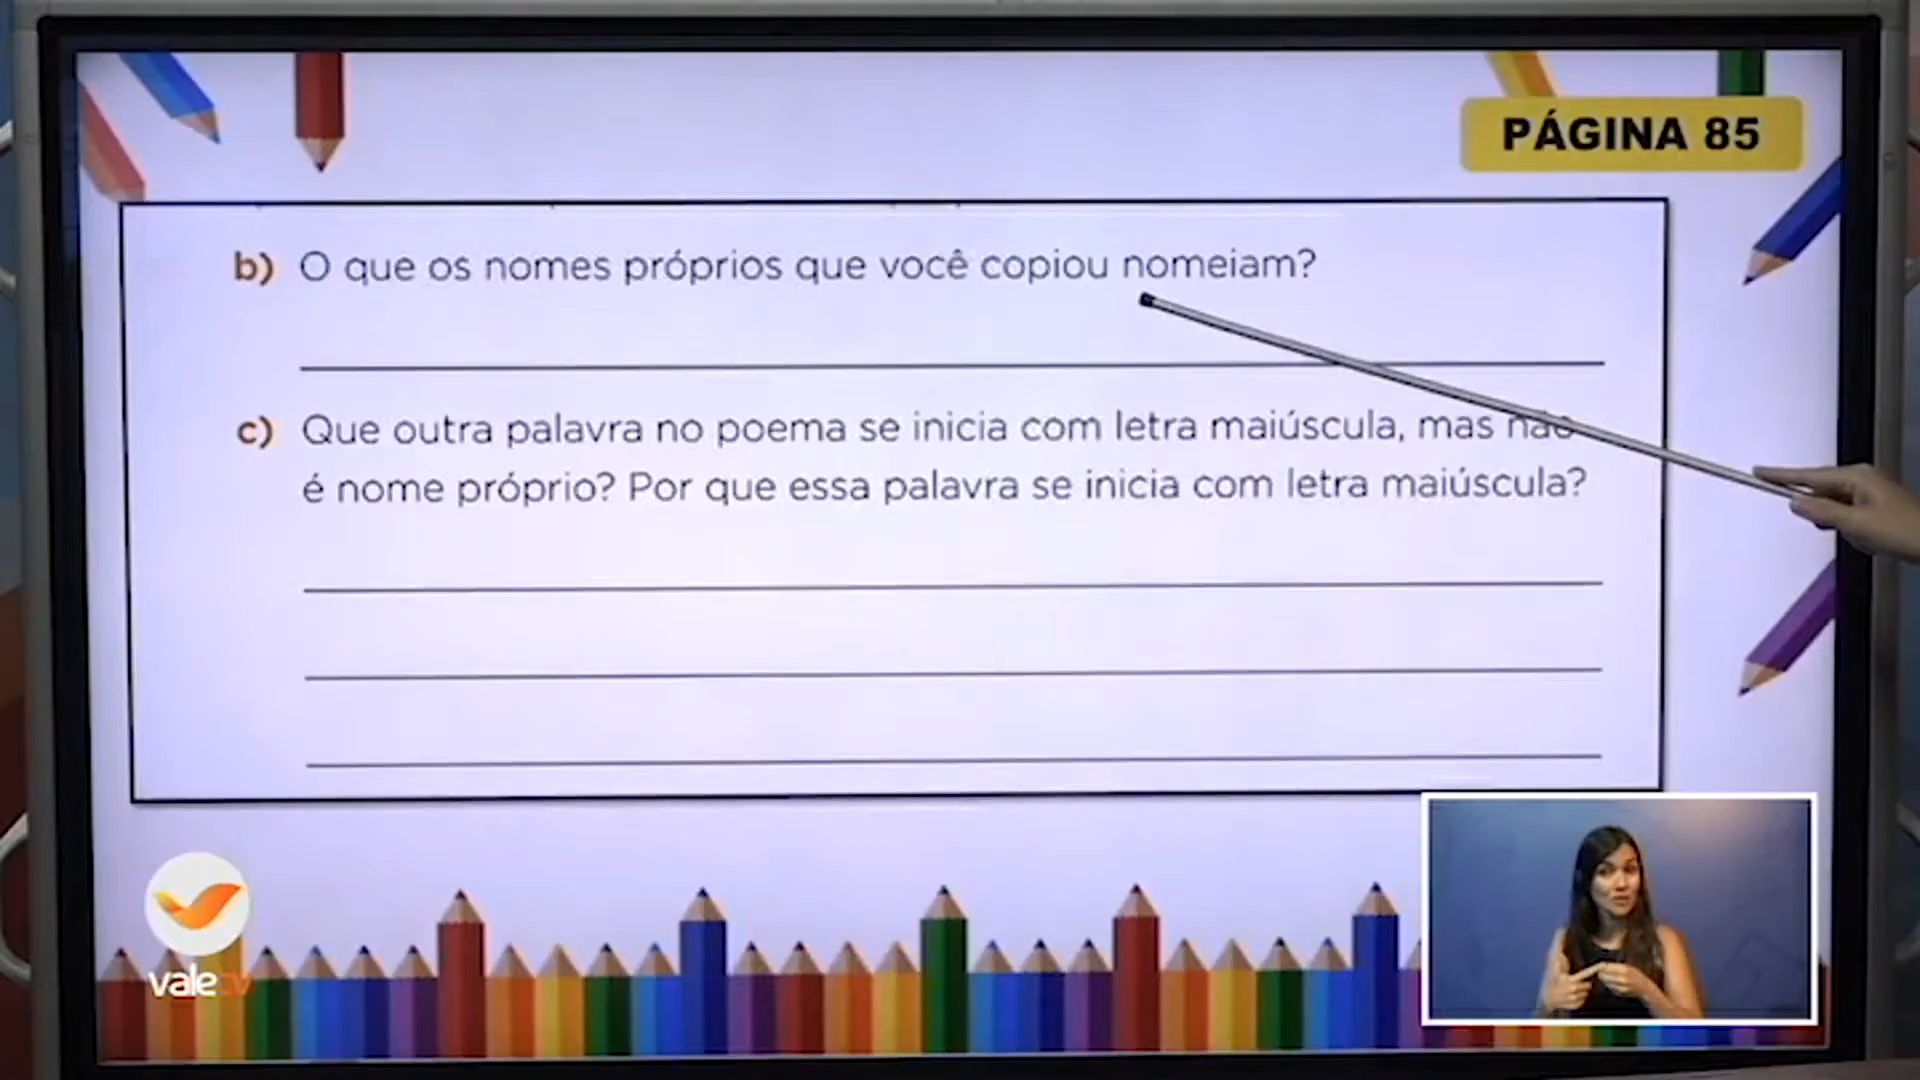 PÁGINA 85
b) O que os nomes próprios que você copiou nomeiam?
c) Que outra palavra no poema se inicia com letra maiúscula, mas não
é nome próprio? Por que essa palavra se inicia com letra maiúscula?
valetv